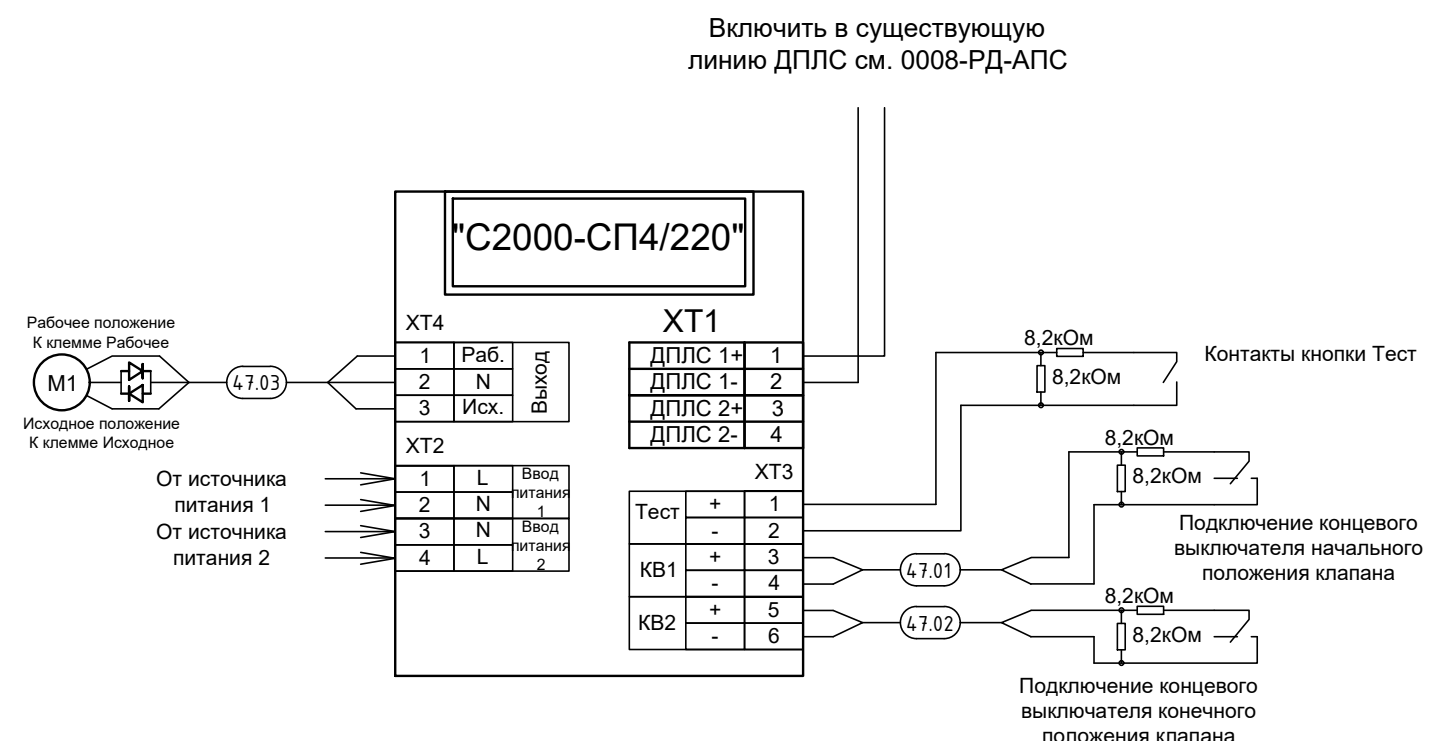 Включить в существующую
линию ДПЛС см. 0008-РД-АПС
"С2000-СП4/220"
Рабочее положение
К клемме Рабочее
М1
47.03
Исходное положение
К клемме Исходное
XT4
1 Раб.
2 N
3 Исх.
Выход
XT2
От источника
питания 1
От источника
питания 2
1 L
2 N
3 N
4 L
Ввод
питания
1
Ввод
питания
2
XT1
ДПЛС 1+ 1
ДПЛС 1- 2
ДПЛС 2+ 3
ДПЛС 2- 4
XT3
Тест + 1
- 2
КВ1 + 3
- 4
КВ2 + 5
- 6
8,2кОм
8,2кОм
Контакты кнопки Тест
47.01
8,2кОм
8,2кОм
Подключение концевого
выключателя начального
положения клапана
47.02
8,2кОм
8,2кОм
Подключение концевого
выключателя конечного
положения клапана